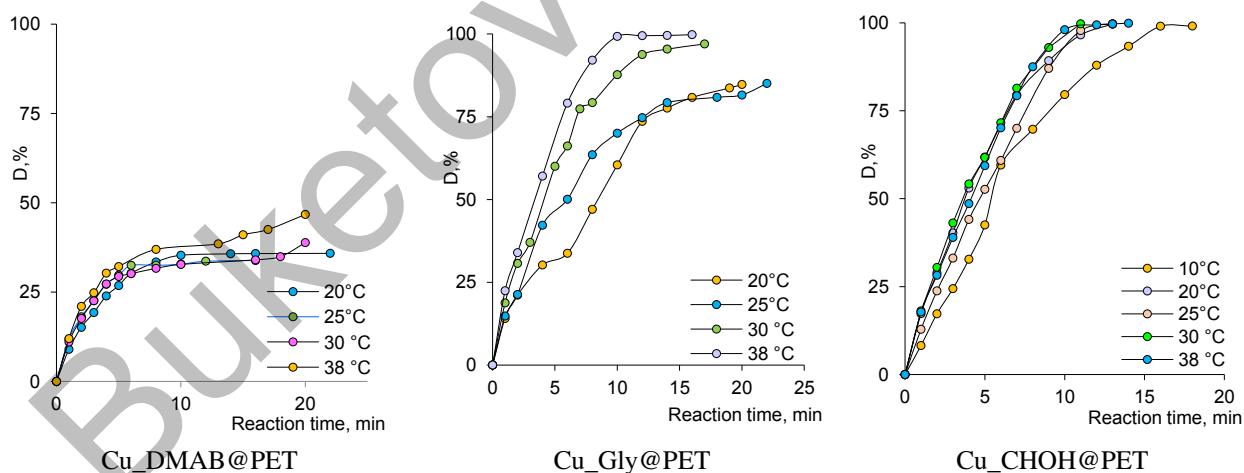 100
75
50
25
0
D,%
0
10
20
Reaction time, min
20°C
25°C
30 °C
38 °C
Cu_DMAB@PET
100
75
50
25
0
D,%
0
5
10
15
20
25
Reaction time, min
20°C
25°C
30 °C
38 °C
Cu_Gly@PET
100
75
50
25
0
D,%
0
5
10
15
20
Reaction time, min
10°C
20°C
25°C
30 °C
38 °C
Cu_CHOH@PET
Buketov